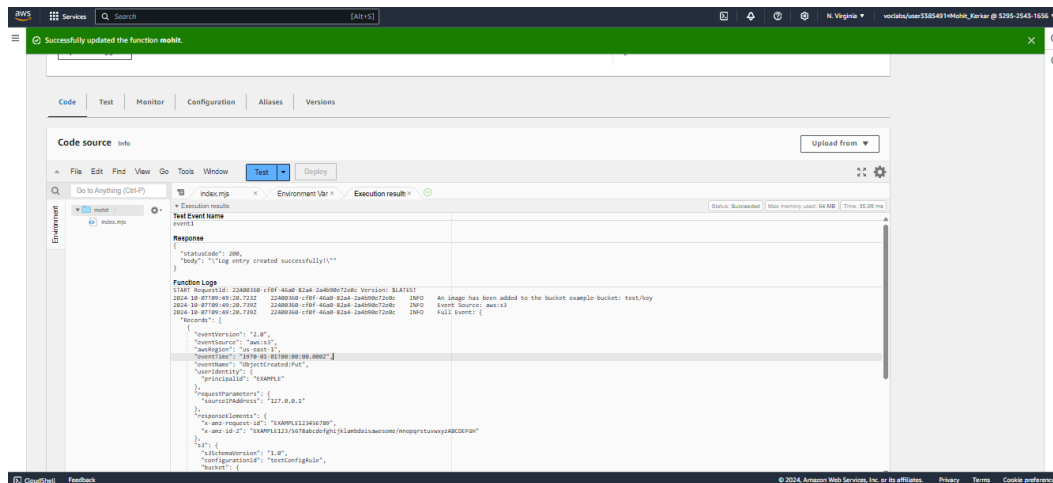 aws Services Search [Alt+S] N. Virginia voclabs/user3385491=Mohit_Kerkar @ 5295-2543-1656
Successfully updated the function mohit.
Code Test Monitor Configuration Aliases Versions
Code source Info Upload from
File Edit Find View Go Tools Window Test Deploy
Go to Anything (Ctrl-P) index.mjs Environment Var Execution results
Environment
mohit /
index.mjs
Execution results Status: Succeeded Max memory used: 64 MB Time: 35.09 ms
Test Event Name
event1
Response
{
"statusCode": 200,
"body": "\"Log entry created successfully!\""
}
Function Logs
START RequestId: 22400360-cf0f-46a0-82a4-2a4b90e72e0c Version: $LATEST
2024-10-07T09:49:20.723Z 22400360-cf0f-46a0-82a4-2a4b90e72e0c INFO An image has been added to the bucket example-bucket: test/key
2024-10-07T09:49:20.739Z 22400360-cf0f-46a0-82a4-2a4b90e72e0c INFO Event Source: aws:s3
2024-10-07T09:49:20.739Z 22400360-cf0f-46a0-82a4-2a4b90e72e0c INFO Full Event: {
"Records": [
{
"eventVersion": "2.0",
"eventSource": "aws:s3",
"awsRegion": "us-east-1",
"eventTime": "1970-01-01T00:00:00.000Z",
"eventName": "ObjectCreated:Put",
"userIdentity": {
"principalId": "EXAMPLE"
},
"requestParameters": {
"sourceIPAddress": "127.0.0.1"
},
"responseElements": {
"x-amz-request-id": "EXAMPLE123456789",
"x-amz-id-2": "EXAMPLE123/5678abcdefghijklambdaisawesome/mnopqrstuvwxyzABCDEFGH"
},
"s3": {
"s3SchemaVersion": "1.0",
"configurationId": "testConfigRule",
"bucket": {
CloudShell Feedback © 2024, Amazon Web Services, Inc. or its affiliates. Privacy Terms Cookie preferences